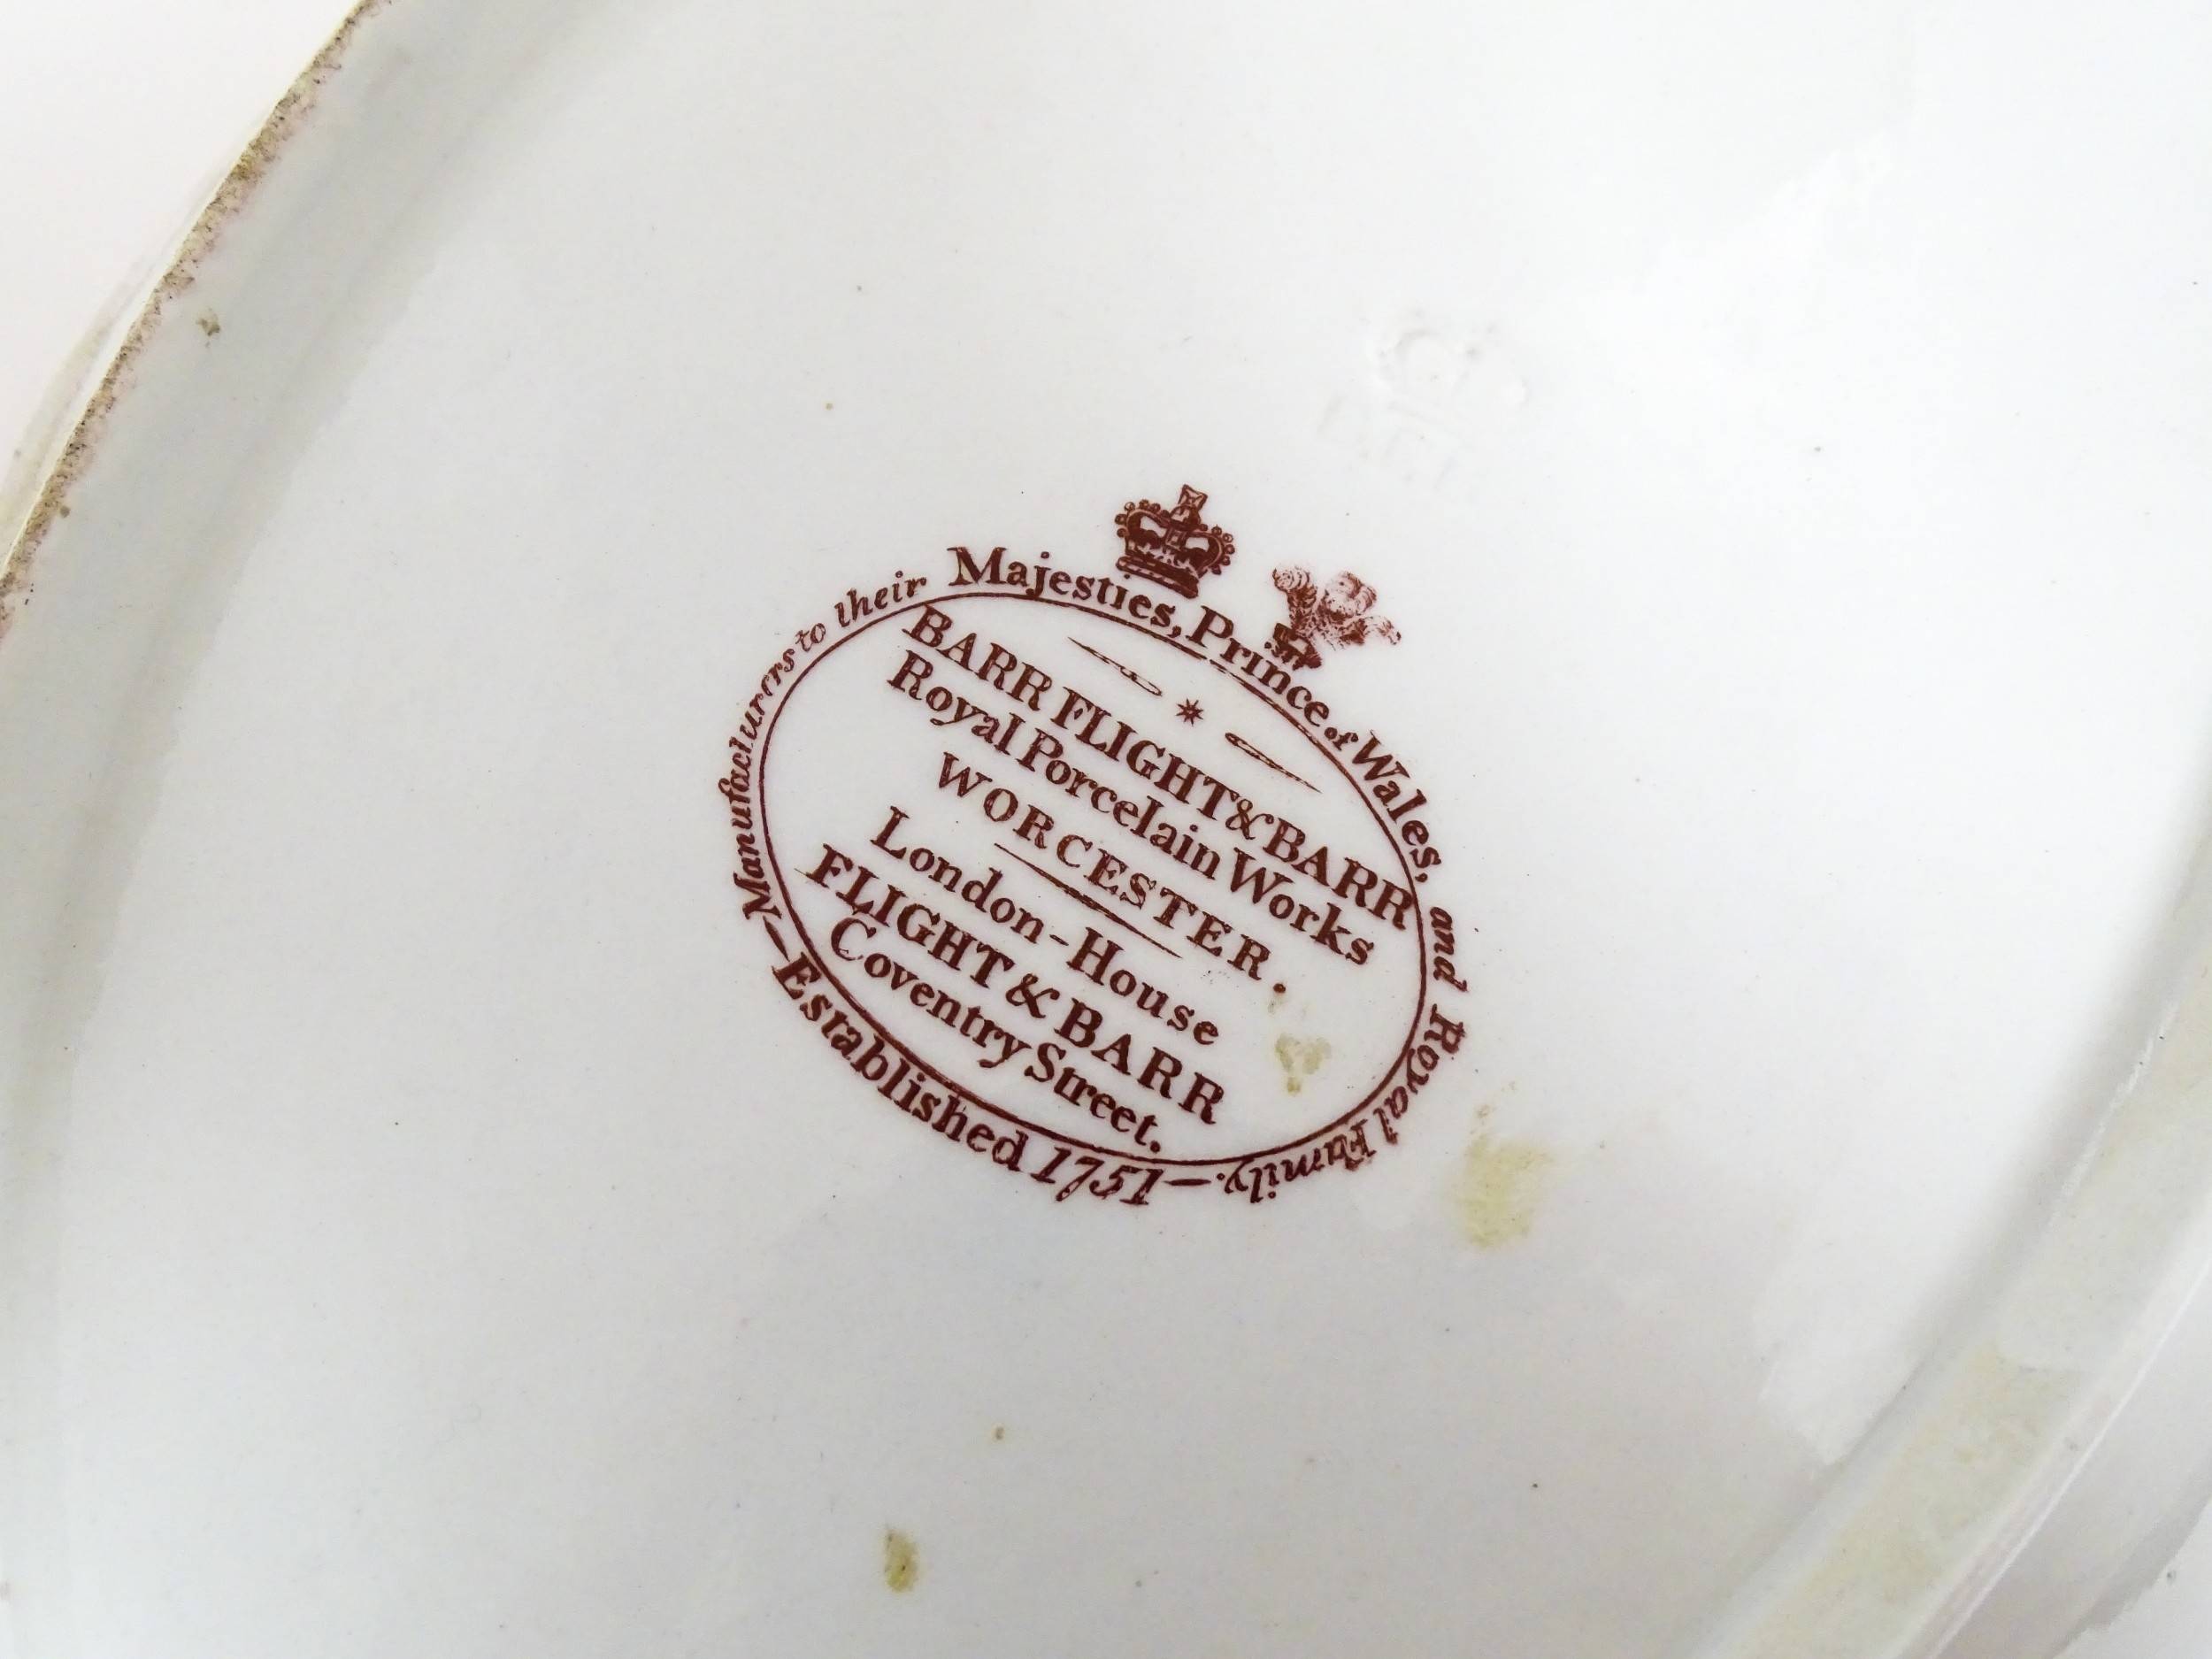 Manufacturers to their Majesties, Prince of Wales, and Royal Family.
BARR FLIGHT & BARR
Royal Porcelain Works
WORCESTER.
London-House
FLIGHT & BARR
Coventry Street.
—Established 1751—